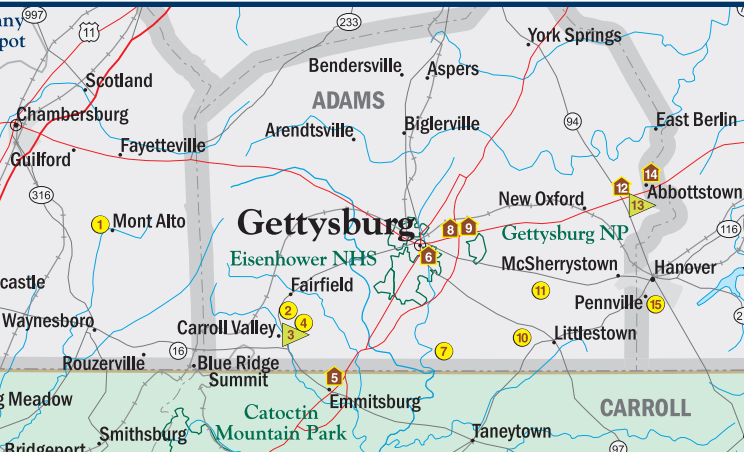 997
any
pot
11
233
York Springs
Bendersville
Aspers
Scotland
ADAMS
Chambersburg
Arendtsville
Biglerville
94
East Berlin
Fayetteville
Guilford
316
12
14
Abbottstown
13
New Oxford
1
Mont Alto
Gettysburg
8
9
Gettysburg NP
116
Eisenhower NHS
6
McSherrystown
Hanover
castle
Fairfield
11
Pennville
15
2
4
Waynesboro
Carroll Valley
3
10
Littlestown
16
7
Rouzerville
Blue Ridge
Summit
5
Emmitsburg
g Meadow
Catoctin
Mountain Park
CARROLL
Smithsburg
Taneytown
Bridgeport
97